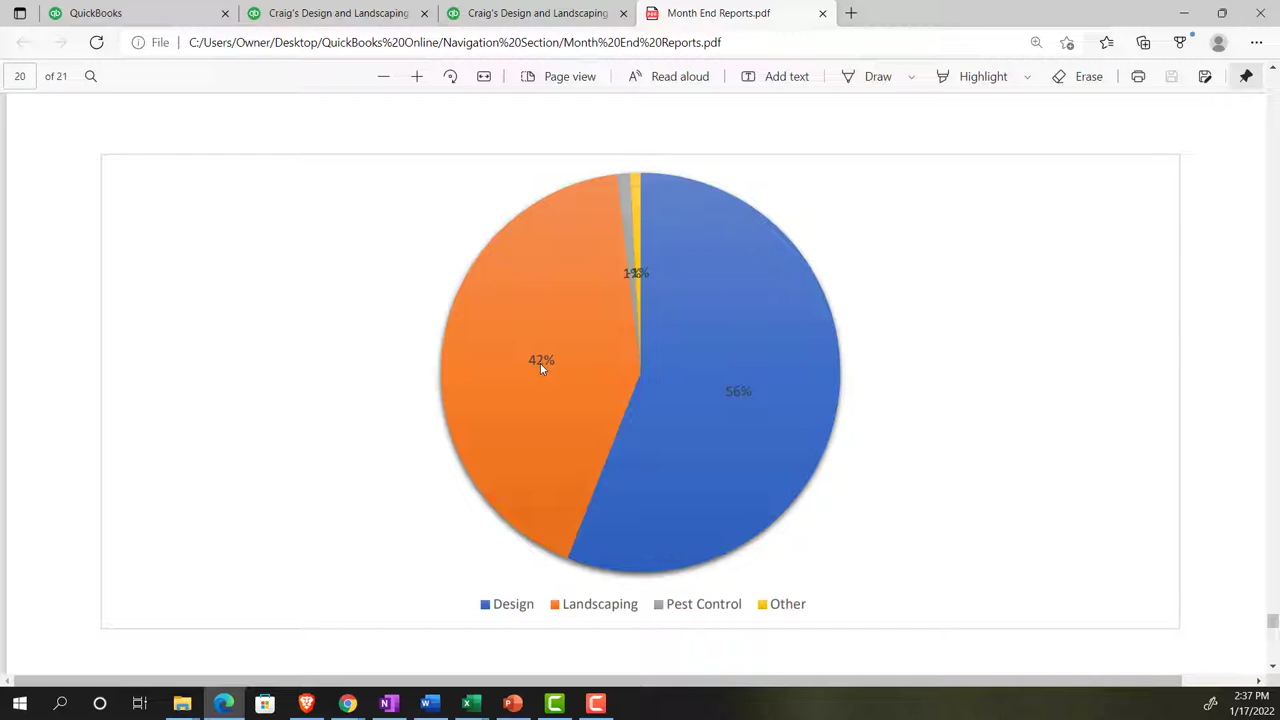 QuickBooks
Craig's Design and Landscaping
Craig's Design and Landscaping
Month End Reports.pdf
File
C:/Users/Owner/Desktop/QuickBooks%20Online/Navigation%20Section/Month%20End%20Reports.pdf
20 of 21
Page view
Read aloud
Add text
Draw
Highlight
Erase
42%
56%
Design
Landscaping
Pest Control
Other
2:37 PM
1/17/2022